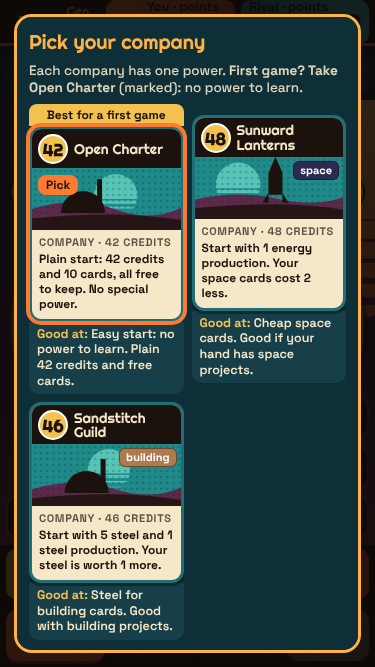 You · points
Rival · points
Pick your company
Each company has one power. First game? Take
Open Charter (marked): no power to learn.
Best for a first game
42
Open Charter
Pick
COMPANY · 42 CREDITS
Plain start: 42 credits
and 10 cards, all free
to keep. No special
power.
Good at: Easy start: no
power to learn. Plain
42 credits and free
cards.
48
Sunward
Lanterns
space
COMPANY · 48 CREDITS
Start with 1 energy
production. Your
space cards cost 2
less.
Good at: Cheap space
cards. Good if your
hand has space
projects.
46
Sandstitch
Guild
building
COMPANY · 46 CREDITS
Start with 5 steel and 1
steel production. Your
steel is worth 1 more.
Good at: Steel for
building cards. Good
with building projects.